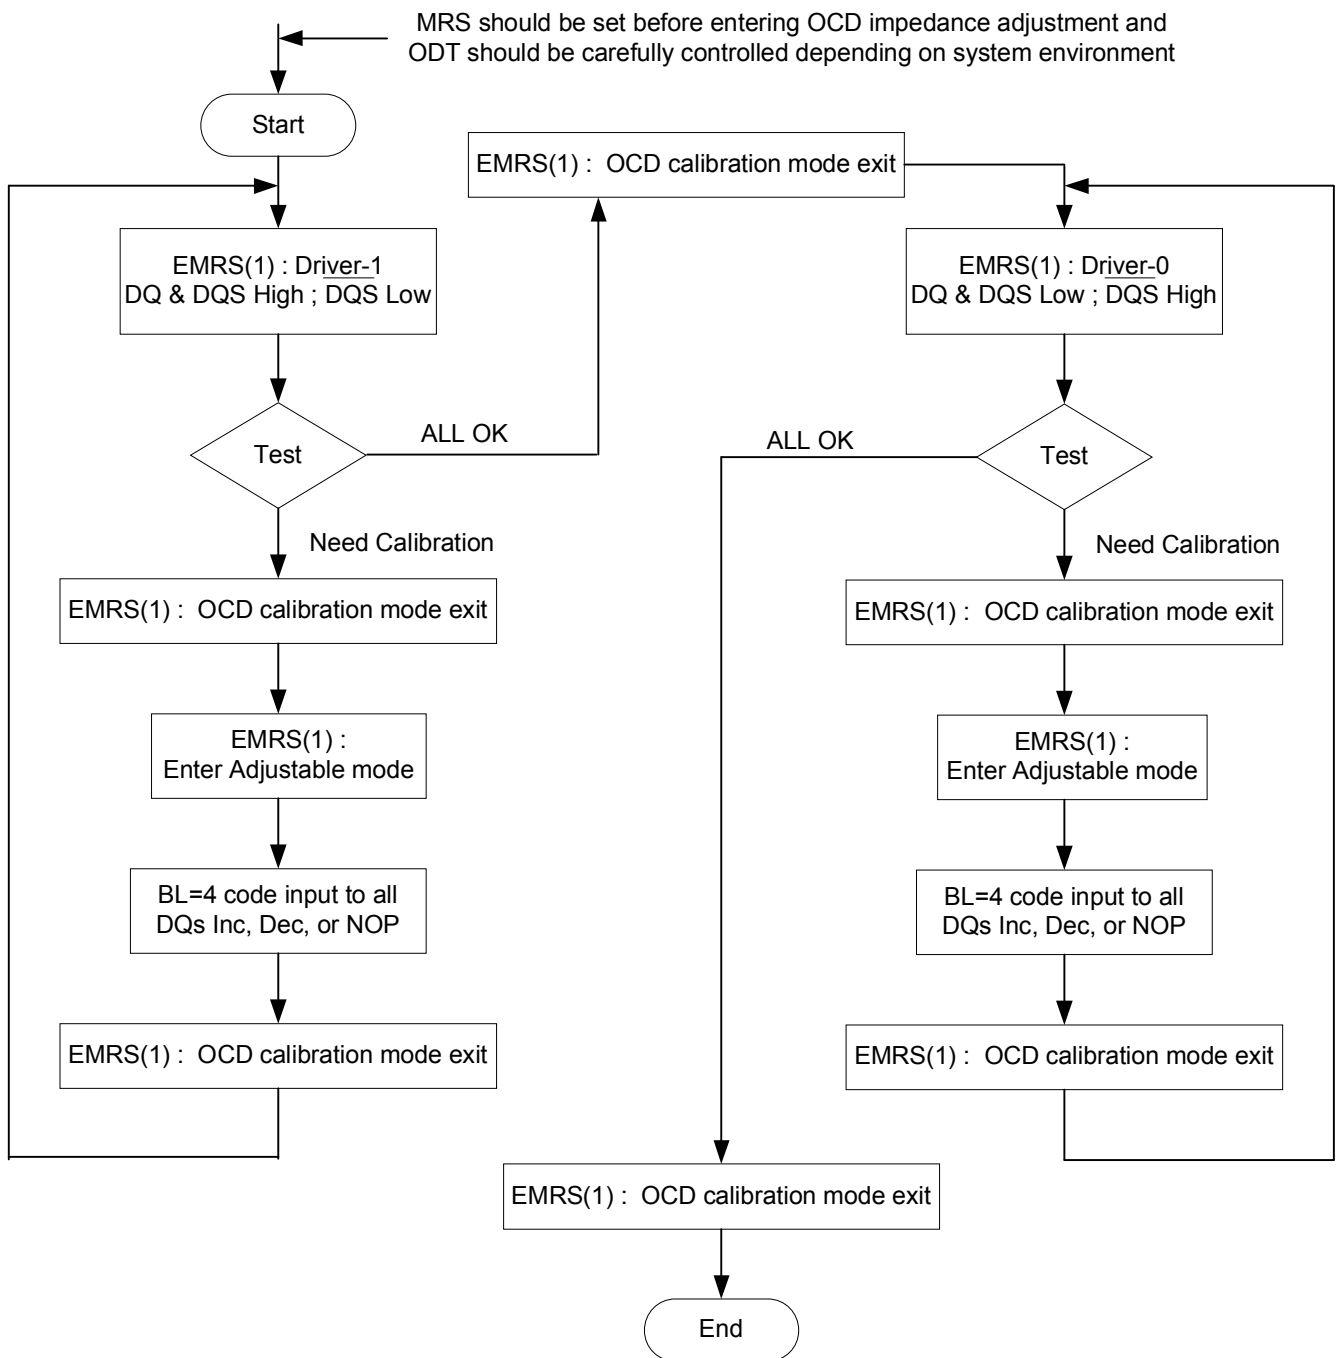 MRS should be set before entering OCD impedance adjustment and
ODT should be carefully controlled depending on system environment
Start
EMRS(1) : Driver-1
DQ & DQS High ; D̅Q̅S̅ Low
Test
ALL OK
Need Calibration
EMRS(1) : OCD calibration mode exit
EMRS(1) :
Enter Adjustable mode
BL=4 code input to all
DQs Inc, Dec, or NOP
EMRS(1) : OCD calibration mode exit
EMRS(1) : OCD calibration mode exit
EMRS(1) : Driver-0
DQ & DQS Low ; D̅Q̅S̅ High
Test
ALL OK
Need Calibration
EMRS(1) : OCD calibration mode exit
EMRS(1) :
Enter Adjustable mode
BL=4 code input to all
DQs Inc, Dec, or NOP
EMRS(1) : OCD calibration mode exit
EMRS(1) : OCD calibration mode exit
End